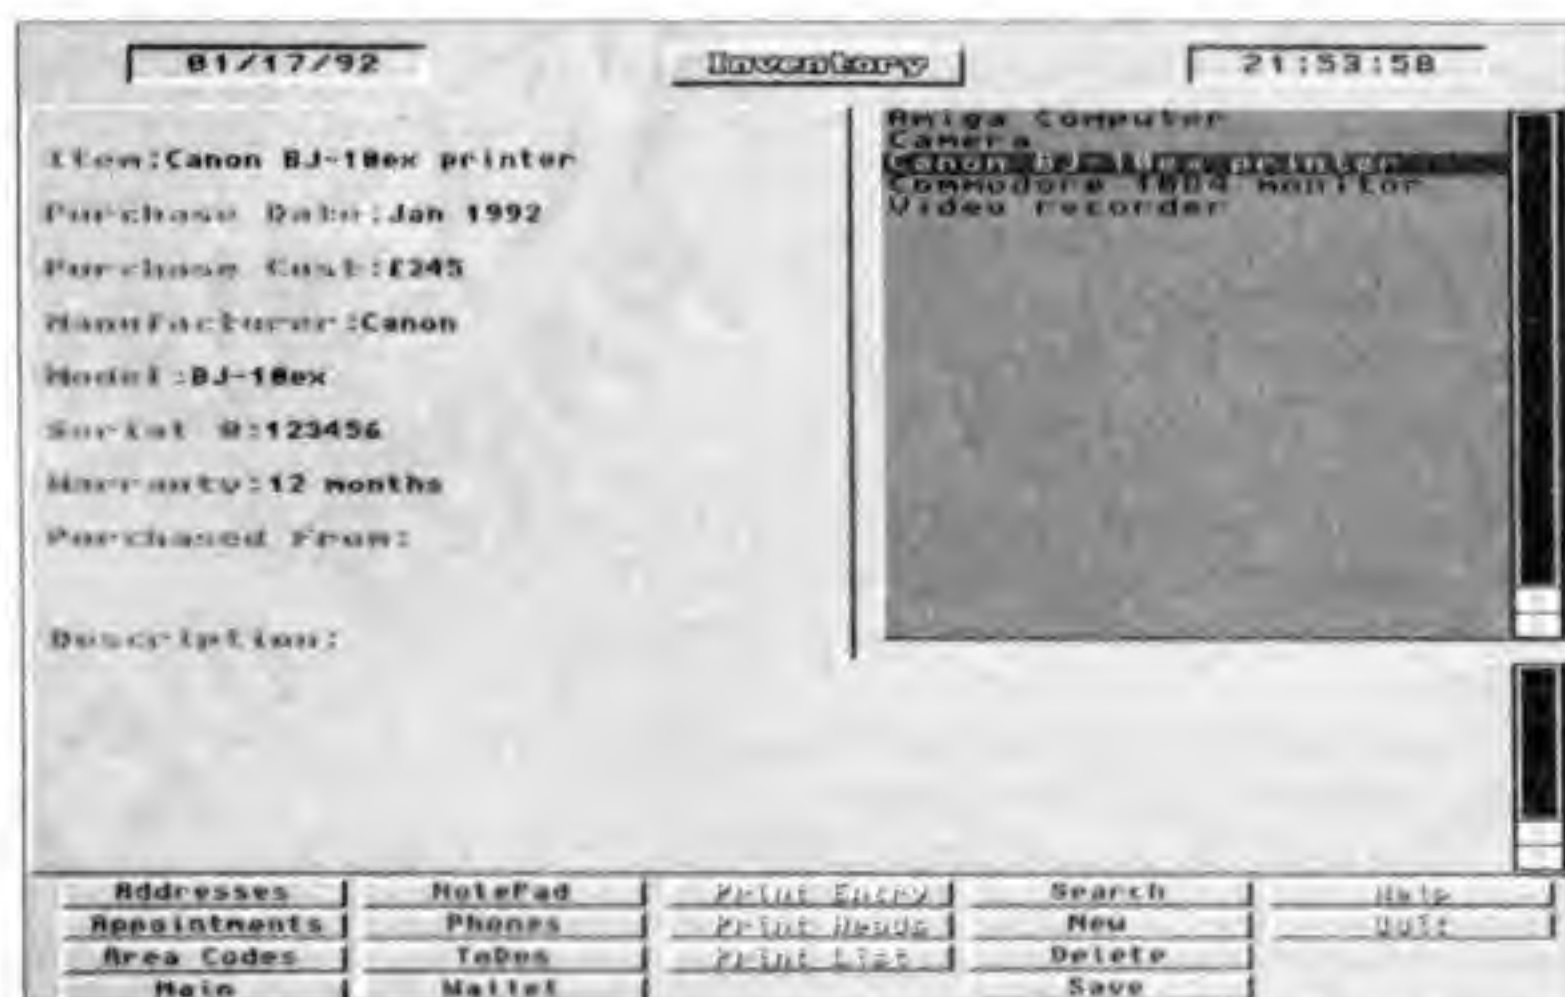 01/17/92 Inventory 21:53:58
Item:Canon BJ-10ex printer
Purchase Date:Jan 1992
Purchase Cost:£245
Manufacturer:Canon
Model:BJ-10ex
Serial #:123456
Warranty:12 months
Purchased From:
Description:
Amiga Computer
Camera
Canon BJ-10ex printer
Commodore 1084 monitor
Video recorder
Addresses NotePad Print Entry Search Help
Appointments Phones Print Heads New Quit
Area Codes ToDos Print List Delete
Main Wallet Save